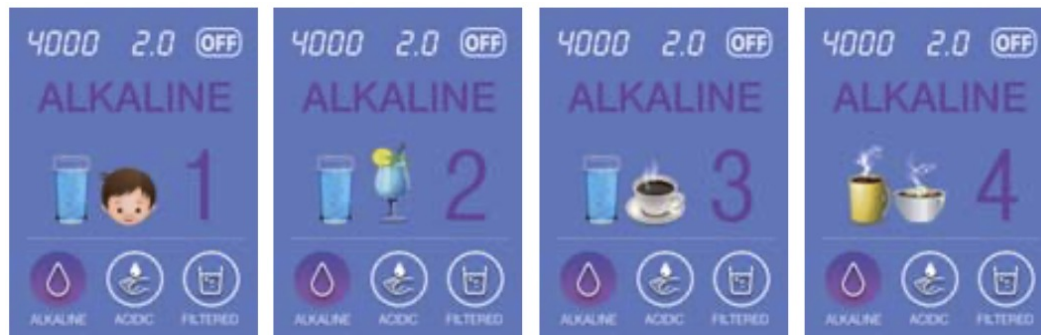 4000 2.0 OFF
ALKALINE
1
ALKALINE ACIDIC FILTERED
4000 2.0 OFF
ALKALINE
2
ALKALINE ACIDIC FILTERED
4000 2.0 OFF
ALKALINE
3
ALKALINE ACIDIC FILTERED
4000 2.0 OFF
ALKALINE
4
ALKALINE ACIDIC FILTERED